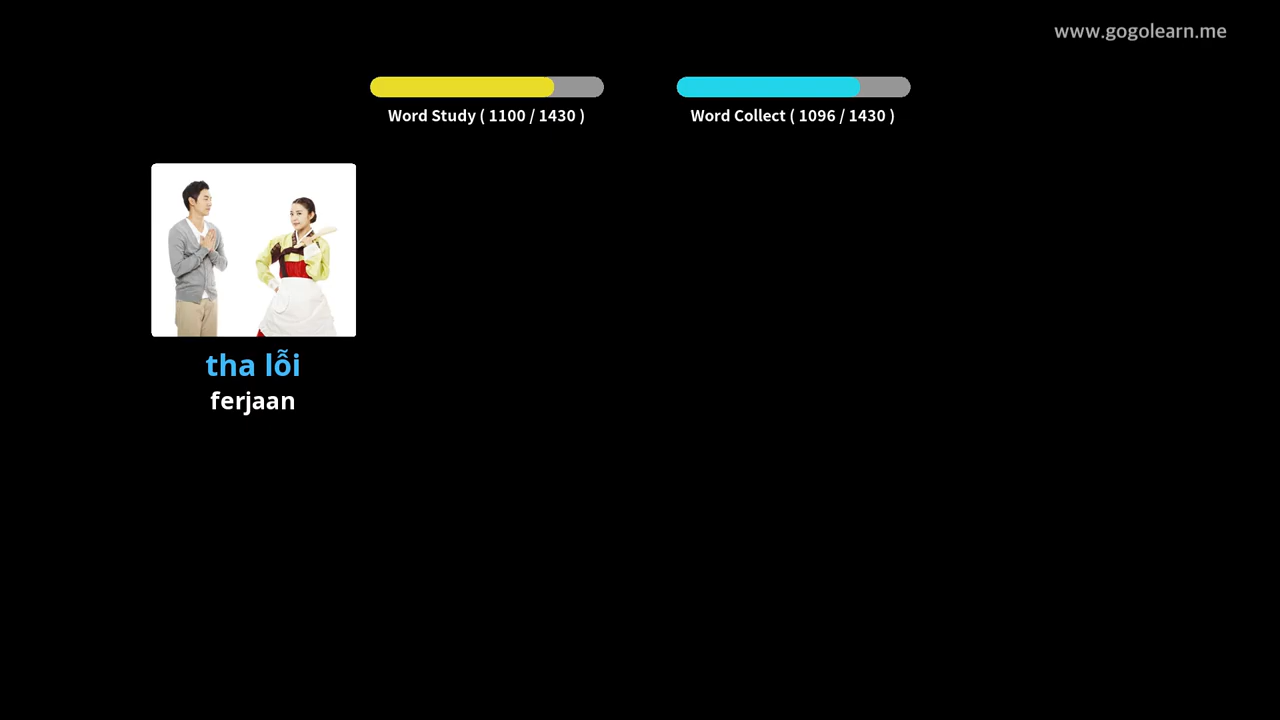 www.gogolearn.me
Word Study ( 1100 / 1430 )
Word Collect ( 1096 / 1430 )
tha lỗi
ferjaan